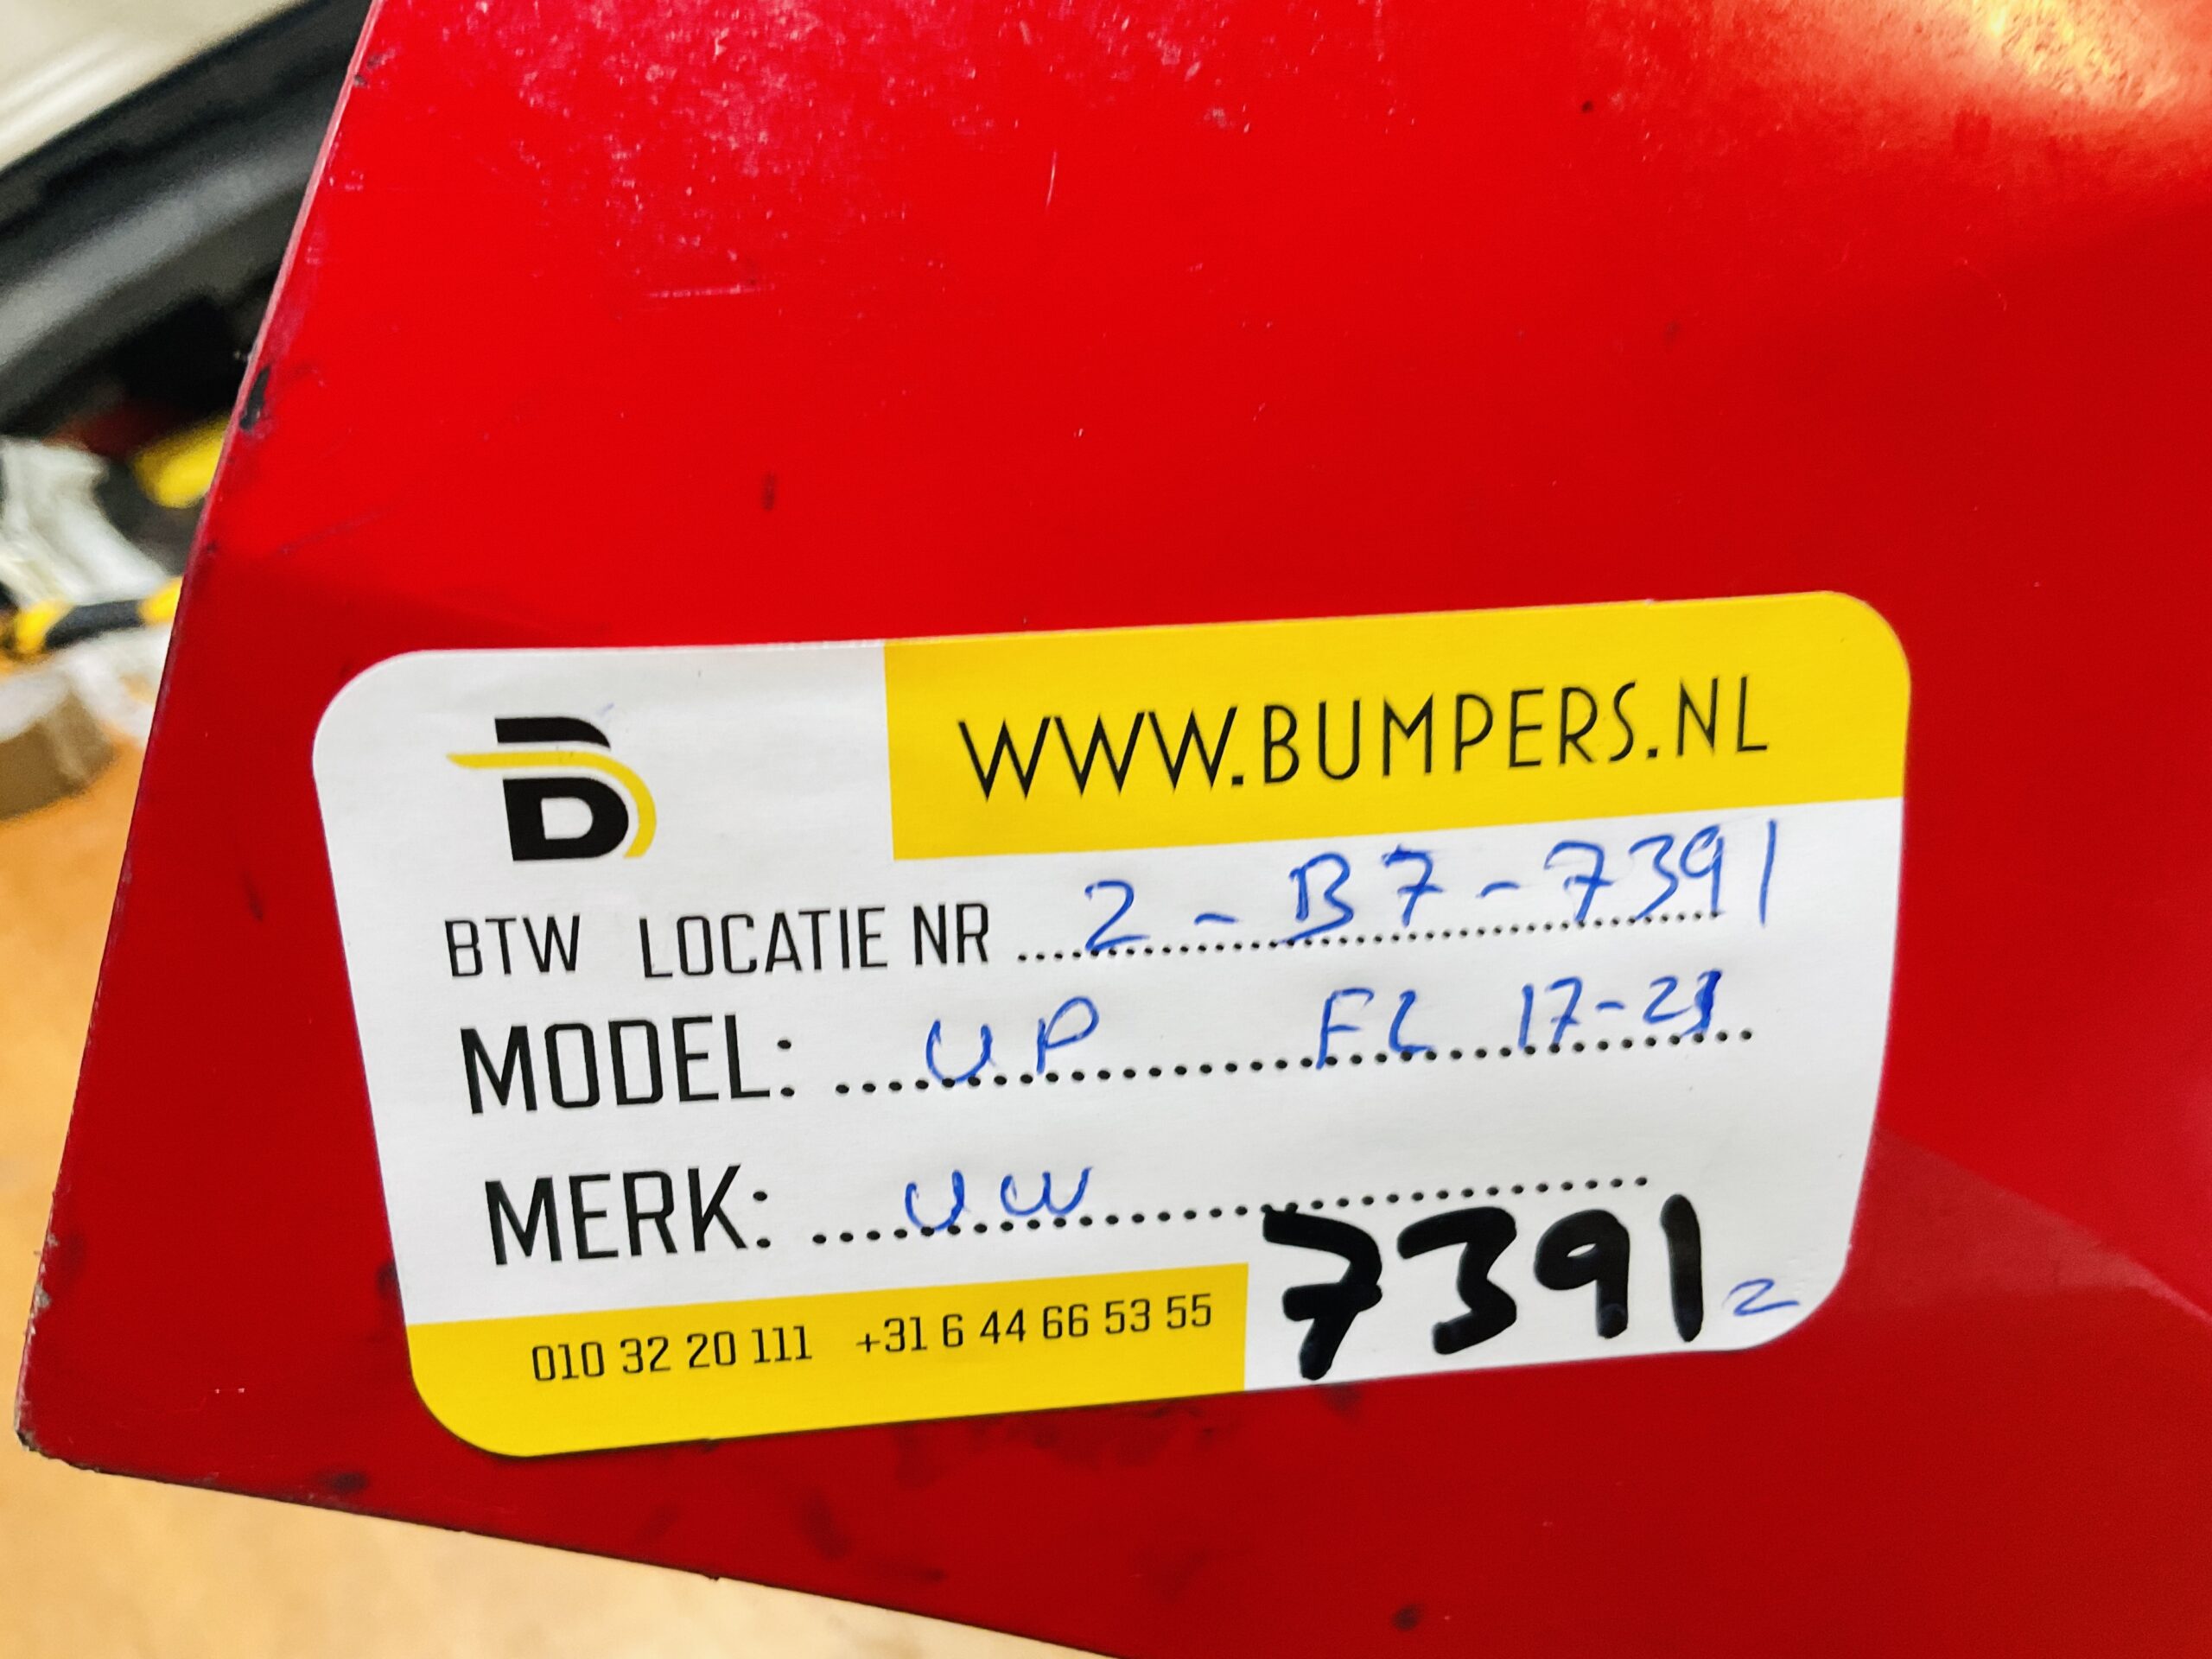 B
WWW.BUMPERS.NL
BTW LOCATIE NR 2 - B7 - 7391
MODEL: UP FL 17-21
MERK: UW
7391 2
010 32 20 111 +31 6 44 66 53 55